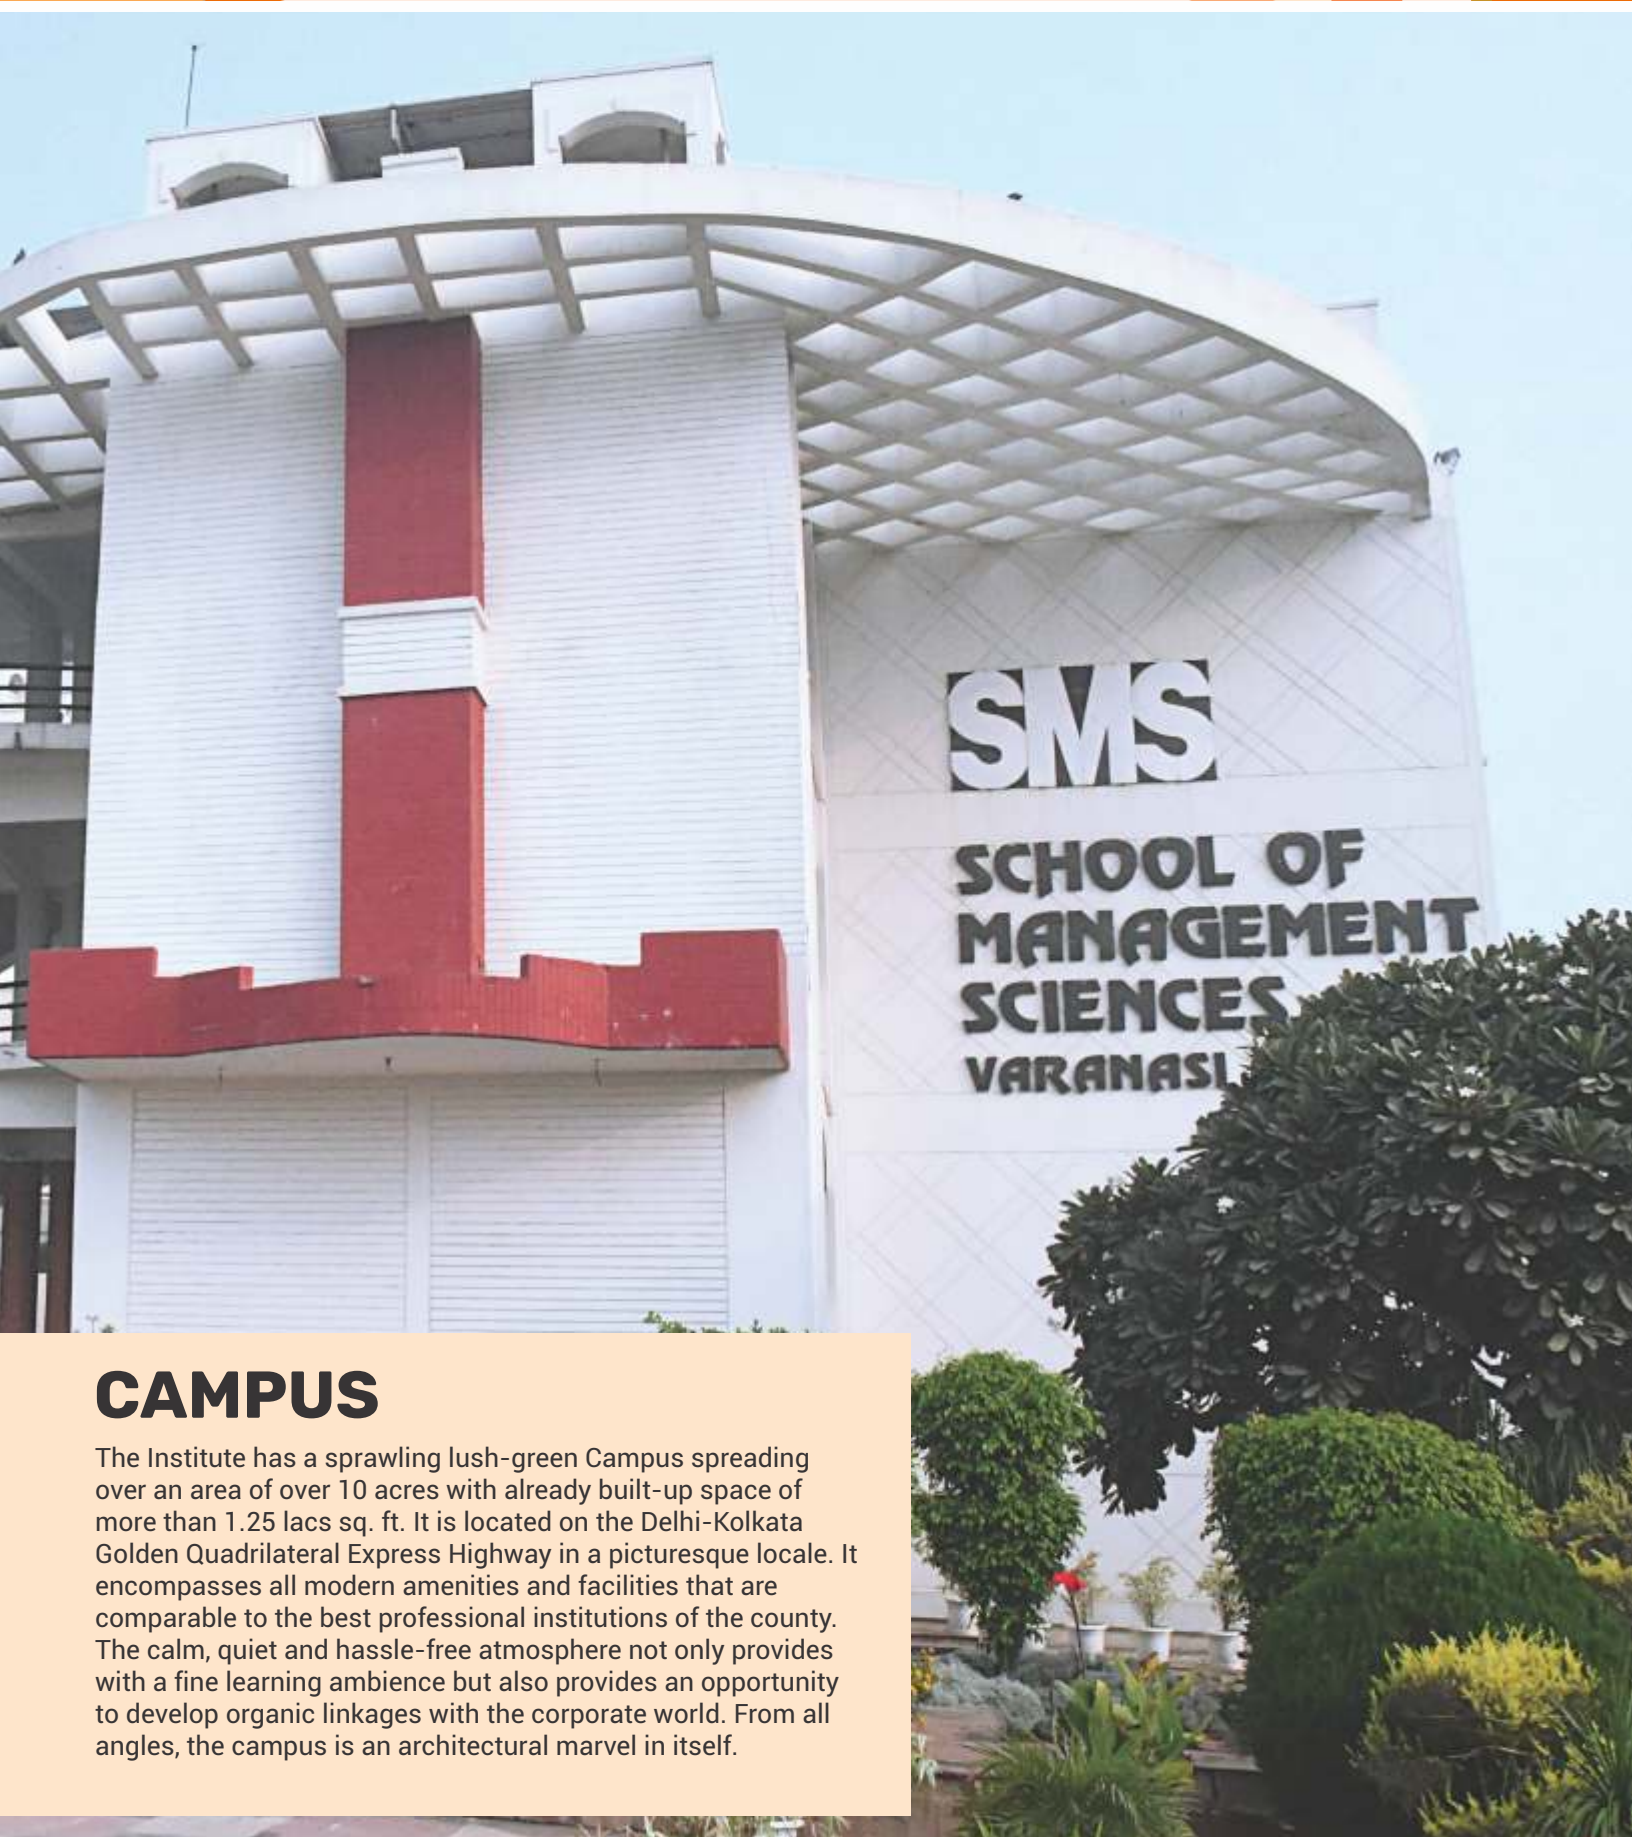 SMS
SCHOOL OF
MANAGEMENT
SCIENCES
VARANASI
CAMPUS
The Institute has a sprawling lush-green Campus spreading
over an area of over 10 acres with already built-up space of
more than 1.25 lacs sq. ft. It is located on the Delhi-Kolkata
Golden Quadrilateral Express Highway in a picturesque locale. It
encompasses all modern amenities and facilities that are
comparable to the best professional institutions of the county.
The calm, quiet and hassle-free atmosphere not only provides
with a fine learning ambience but also provides an opportunity
to develop organic linkages with the corporate world. From all
angles, the campus is an architectural marvel in itself.